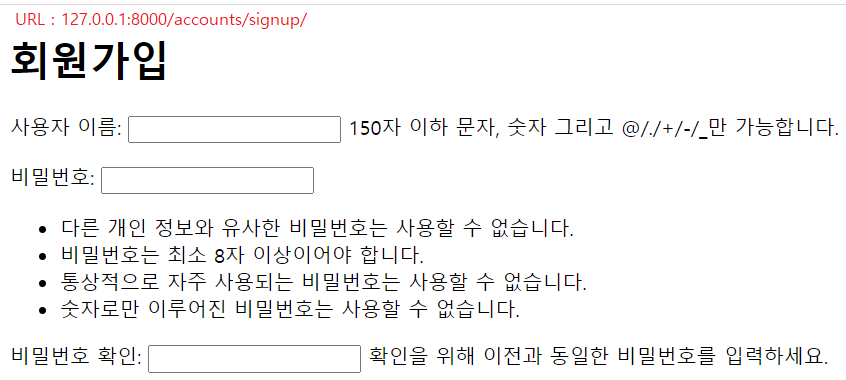 URL : 127.0.0.1:8000/accounts/signup/
회원가입
사용자 이름: 150자 이하 문자, 숫자 그리고 @/./+/-/_만 가능합니다.
비밀번호:
• 다른 개인 정보와 유사한 비밀번호는 사용할 수 없습니다.
• 비밀번호는 최소 8자 이상이어야 합니다.
• 통상적으로 자주 사용되는 비밀번호는 사용할 수 없습니다.
• 숫자로만 이루어진 비밀번호는 사용할 수 없습니다.
비밀번호 확인: 확인을 위해 이전과 동일한 비밀번호를 입력하세요.